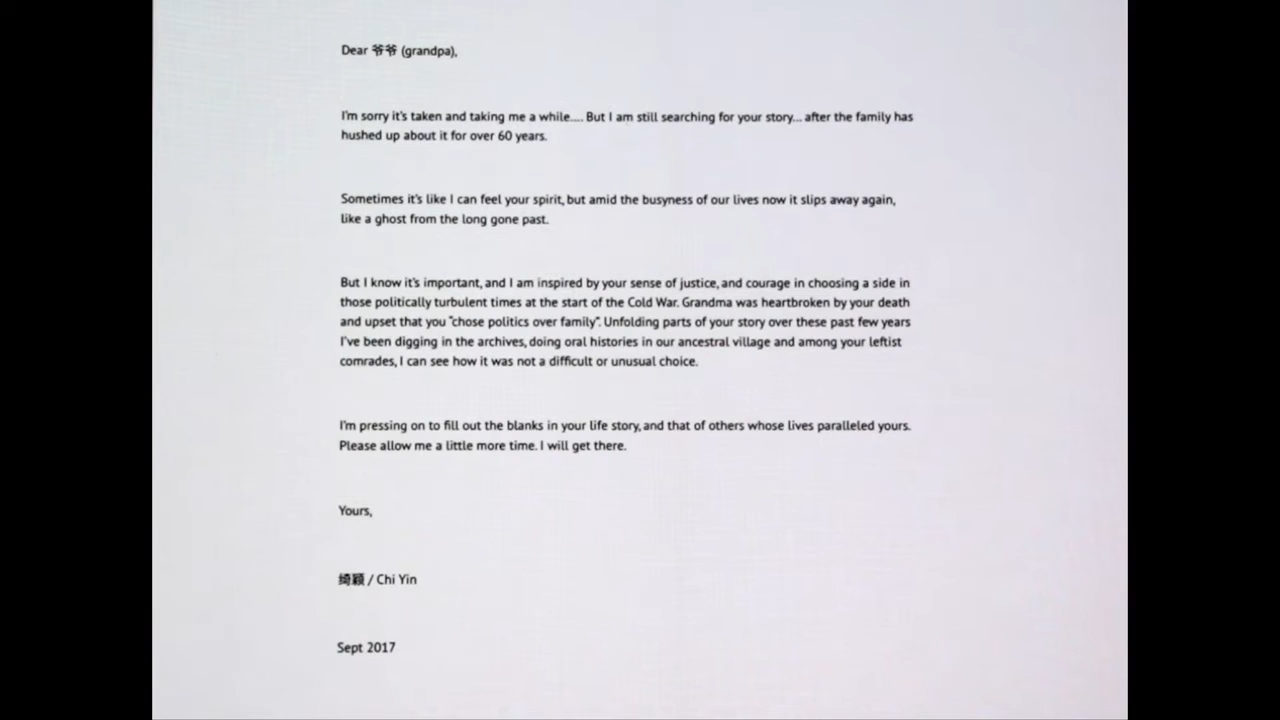 Dear 爷爷 (grandpa),
I'm sorry it's taken and taking me a while.... But I am still searching for your story... after the family has
hushed up about it for over 60 years.
Sometimes it's like I can feel your spirit, but amid the busyness of our lives now it slips away again,
like a ghost from the long gone past.
But I know it's important, and I am inspired by your sense of justice, and courage in choosing a side in
those politically turbulent times at the start of the Cold War. Grandma was heartbroken by your death
and upset that you "chose politics over family". Unfolding parts of your story over these past few years
I've been digging in the archives, doing oral histories in our ancestral village and among your leftist
comrades, I can see how it was not a difficult or unusual choice.
I'm pressing on to fill out the blanks in your life story, and that of others whose lives paralleled yours.
Please allow me a little more time. I will get there.
Yours,
绮颖 / Chi Yin
Sept 2017